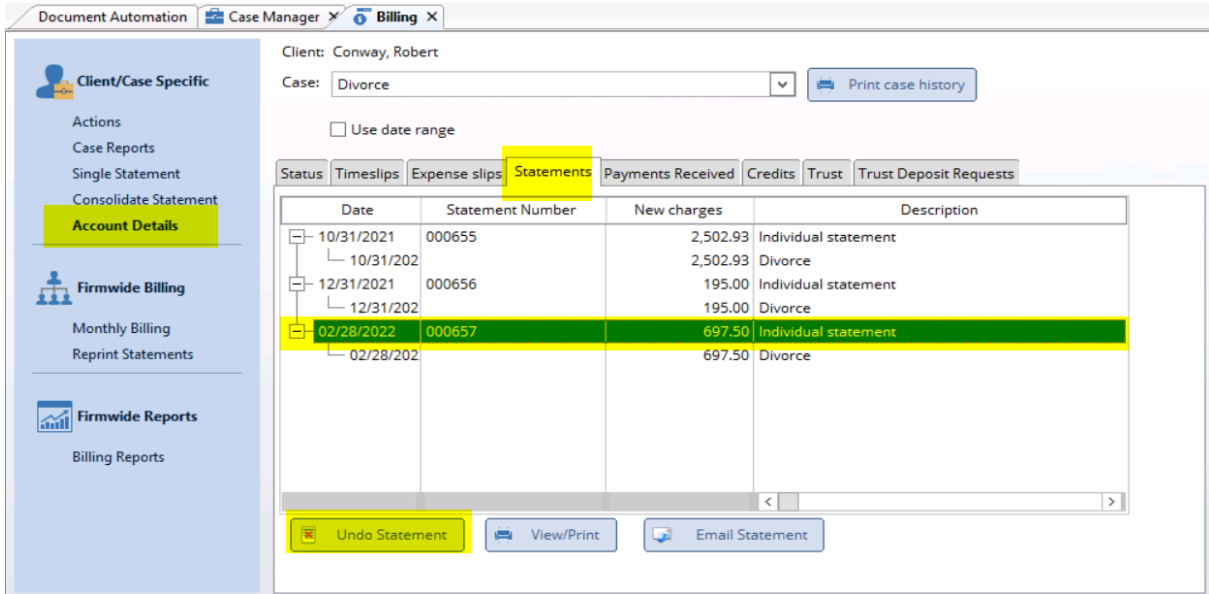 Document Automation Case Manager Billing
Client/Case Specific
Actions
Case Reports
Single Statement
Consolidate Statement
Account Details
Firmwide Billing
Monthly Billing
Reprint Statements
Firmwide Reports
Billing Reports
Client: Conway, Robert
Case: Divorce Print case history
Use date range
Status Timeslips Expense slips Statements Payments Received Credits Trust Trust Deposit Requests
Date Statement Number New charges Description
10/31/2021 000655 2,502.93 Individual statement
10/31/202 2,502.93 Divorce
12/31/2021 000656 195.00 Individual statement
12/31/202 195.00 Divorce
02/28/2022 000657 697.50 Individual statement
02/28/202 697.50 Divorce
Undo Statement View/Print Email Statement